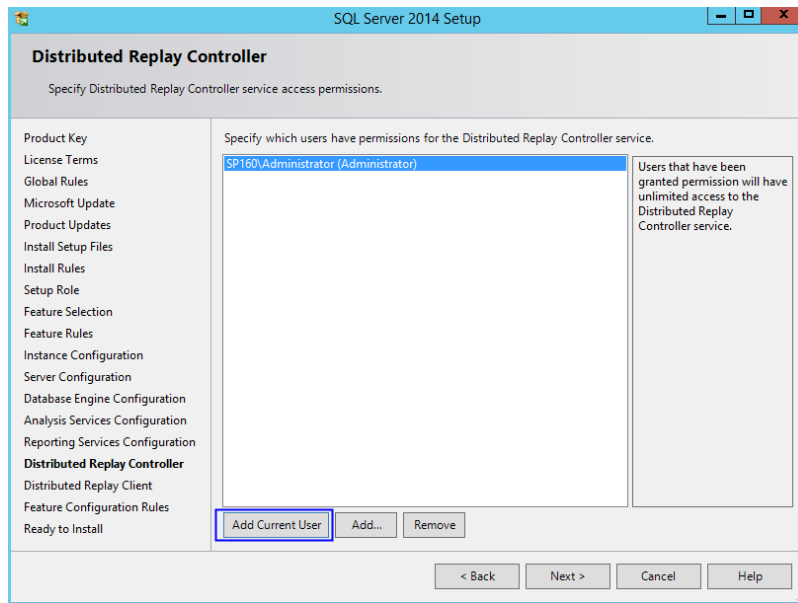 SQL Server 2014 Setup
Distributed Replay Controller
Specify Distributed Replay Controller service access permissions.
Product Key
License Terms
Global Rules
Microsoft Update
Product Updates
Install Setup Files
Install Rules
Setup Role
Feature Selection
Feature Rules
Instance Configuration
Server Configuration
Database Engine Configuration
Analysis Services Configuration
Reporting Services Configuration
Distributed Replay Controller
Distributed Replay Client
Feature Configuration Rules
Ready to Install
Specify which users have permissions for the Distributed Replay Controller service.
SP160\Administrator (Administrator)
Users that have been
granted permission will have
unlimited access to the
Distributed Replay
Controller service.
Add Current User
Add...
Remove
< Back
Next >
Cancel
Help